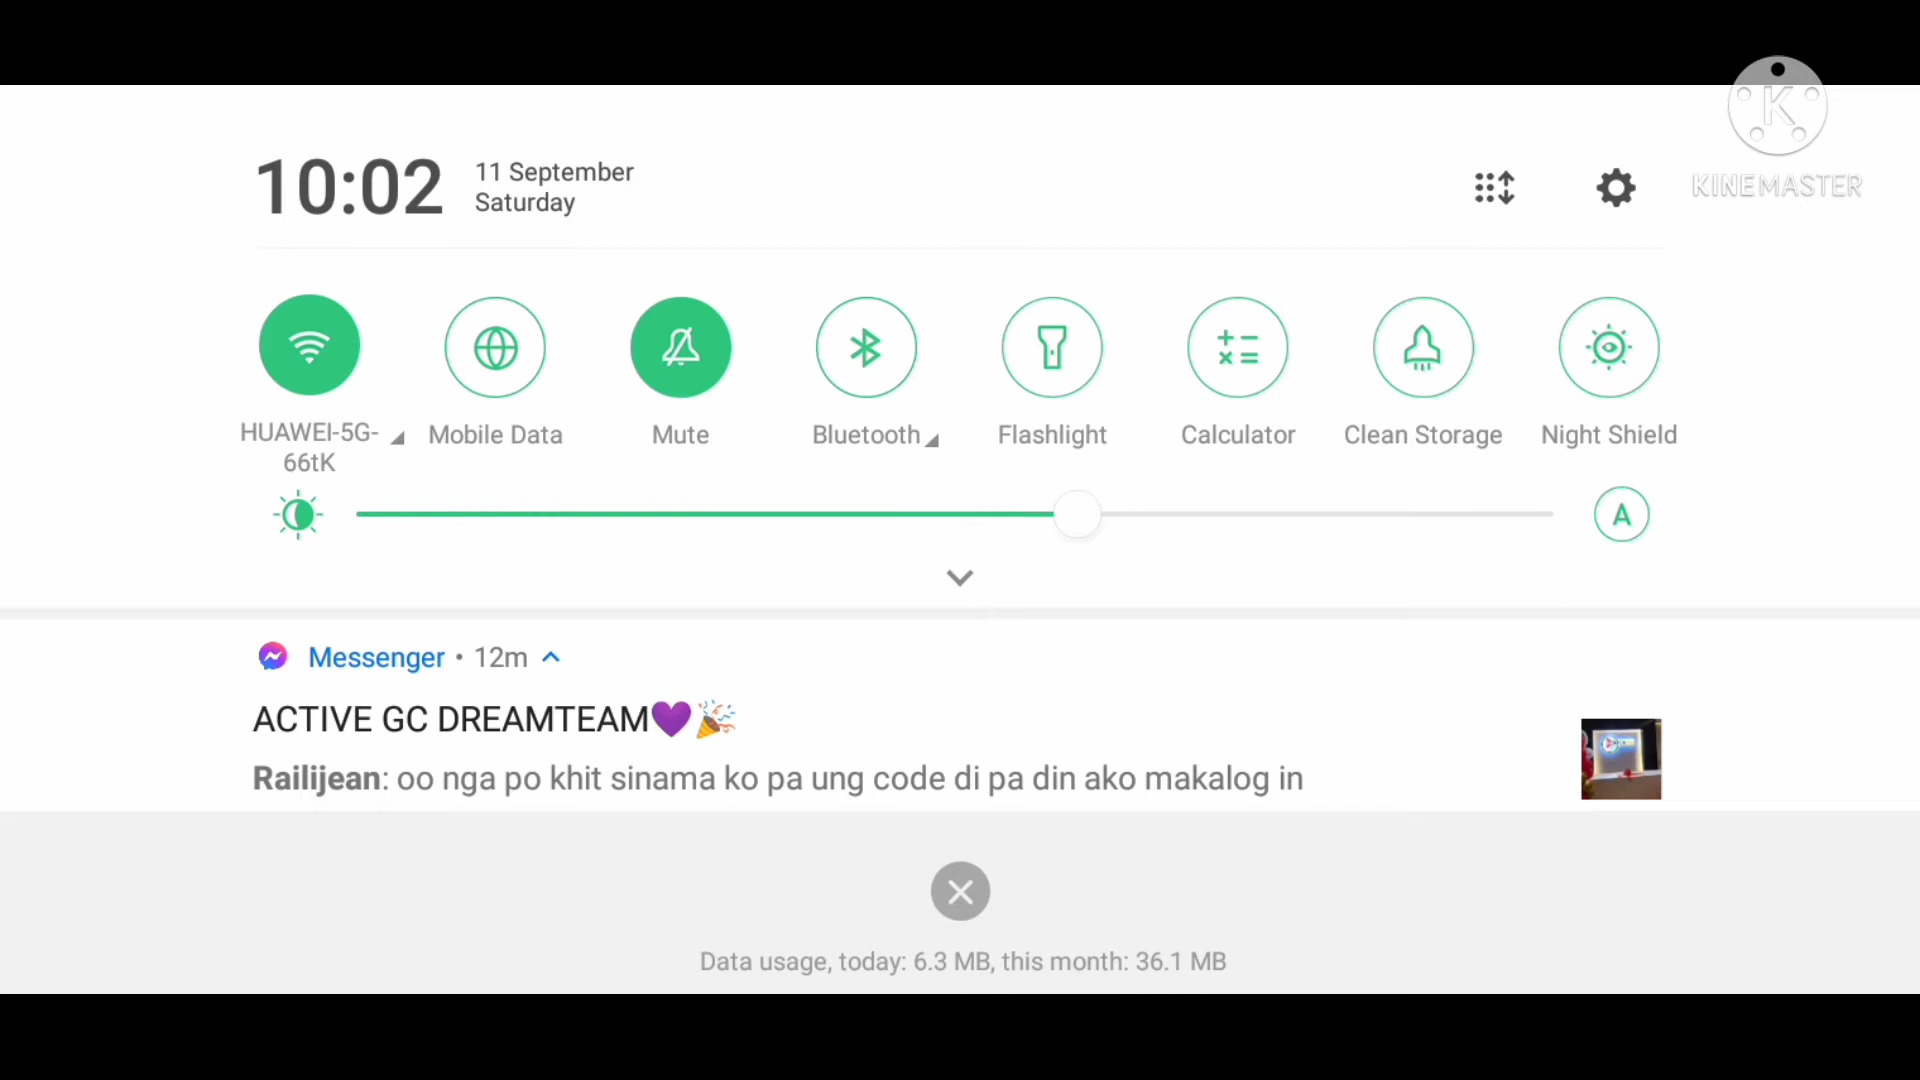 10:02
11 September
Saturday
KINEMASTER
HUAWEI-5G-
66tK
Mobile Data
Mute
Bluetooth
Flashlight
Calculator
Clean Storage
Night Shield
A
Messenger • 12m
ACTIVE GC DREAMTEAM💜🎉
Railijean: oo nga po khit sinama ko pa ung code di pa din ako makalog in
Data usage, today: 6.3 MB, this month: 36.1 MB